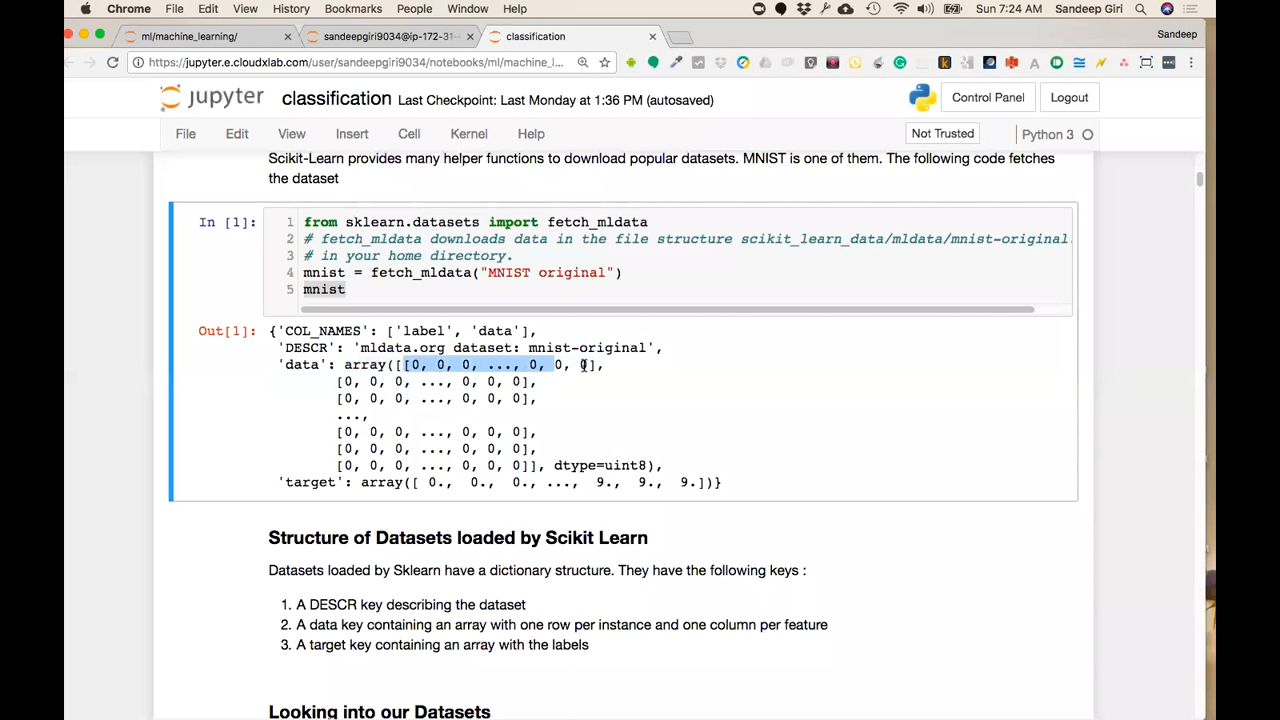 Chrome File Edit View History Bookmarks People Window Help Sun 7:24 AM Sandeep Giri
ml/machine_learning/ sandeepgiri9034@ip-172-31- classification Sandeep
https://jupyter.e.cloudxlab.com/user/sandeepgiri9034/notebooks/ml/machine_l...
jupyter classification Last Checkpoint: Last Monday at 1:36 PM (autosaved) Control Panel Logout
File Edit View Insert Cell Kernel Help Not Trusted Python 3
Scikit-Learn provides many helper functions to download popular datasets. MNIST is one of them. The following code fetches
the dataset
In [1]: 1 from sklearn.datasets import fetch_mldata
2 # fetch_mldata downloads data in the file structure scikit_learn_data/mldata/mnist-original.
3 # in your home directory.
4 mnist = fetch_mldata("MNIST original")
5 mnist
Out[1]: {'COL_NAMES': ['label', 'data'],
'DESCR': 'mldata.org dataset: mnist-original',
'data': array([[0, 0, 0, ..., 0, 0, 0],
[0, 0, 0, ..., 0, 0, 0],
[0, 0, 0, ..., 0, 0, 0],
...,
[0, 0, 0, ..., 0, 0, 0],
[0, 0, 0, ..., 0, 0, 0],
[0, 0, 0, ..., 0, 0, 0]], dtype=uint8),
'target': array([ 0., 0., 0., ..., 9., 9., 9.])}
Structure of Datasets loaded by Scikit Learn
Datasets loaded by Sklearn have a dictionary structure. They have the following keys :
1. A DESCR key describing the dataset
2. A data key containing an array with one row per instance and one column per feature
3. A target key containing an array with the labels
Looking into our Datasets